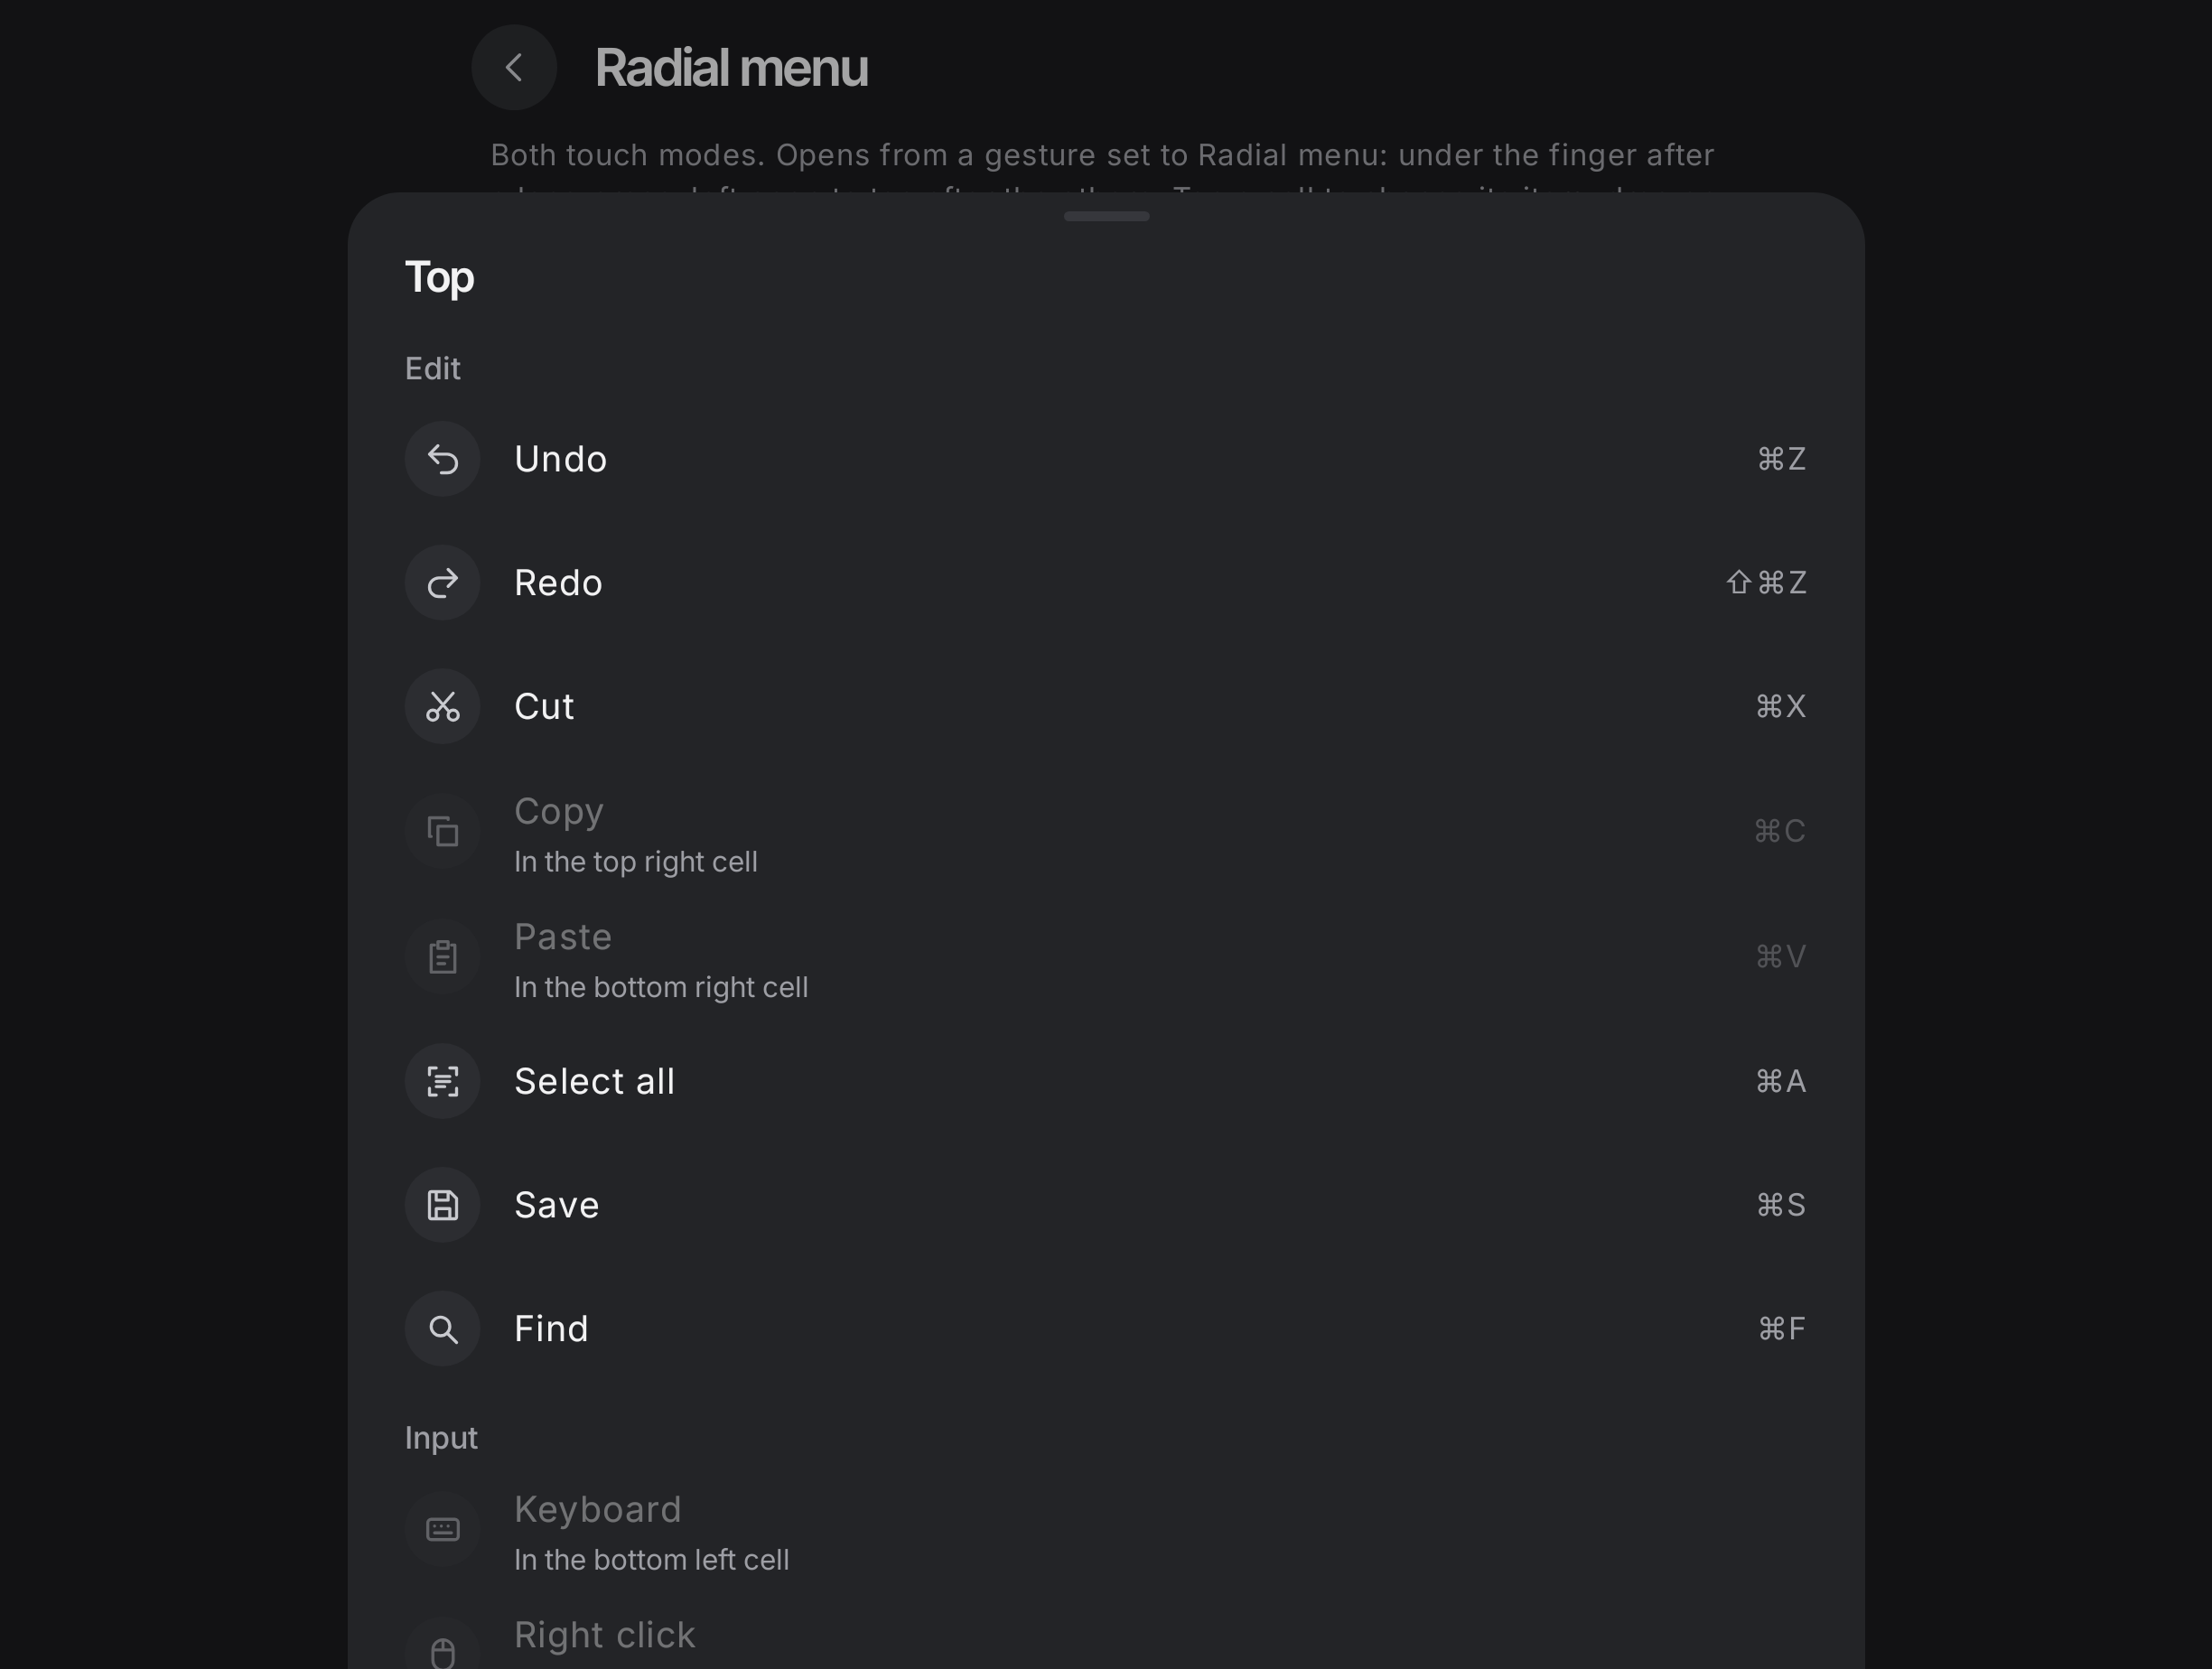 Radial menu
Both touch modes. Opens from a gesture set to Radial menu: under the finger after
Top
Edit
Undo ⌘Z
Redo ⇧⌘Z
Cut ⌘X
Copy ⌘C
In the top right cell
Paste ⌘V
In the bottom right cell
Select all ⌘A
Save ⌘S
Find ⌘F
Input
Keyboard
In the bottom left cell
Right click